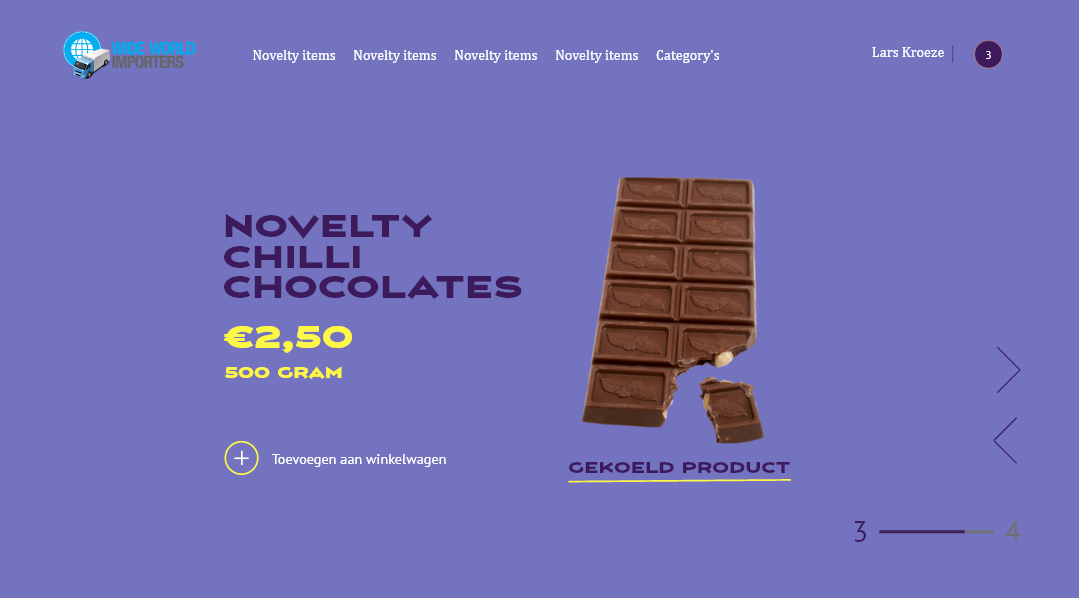 WIDE WORLD
IMPORTERS
Novelty items Novelty items Novelty items Novelty items Category's
Lars Kroeze
3
NOVELTY
CHILLI
CHOCOLATES
€2,50
500 GRAM
Toevoegen aan winkelwagen
GEKOELD PRODUCT
3 4